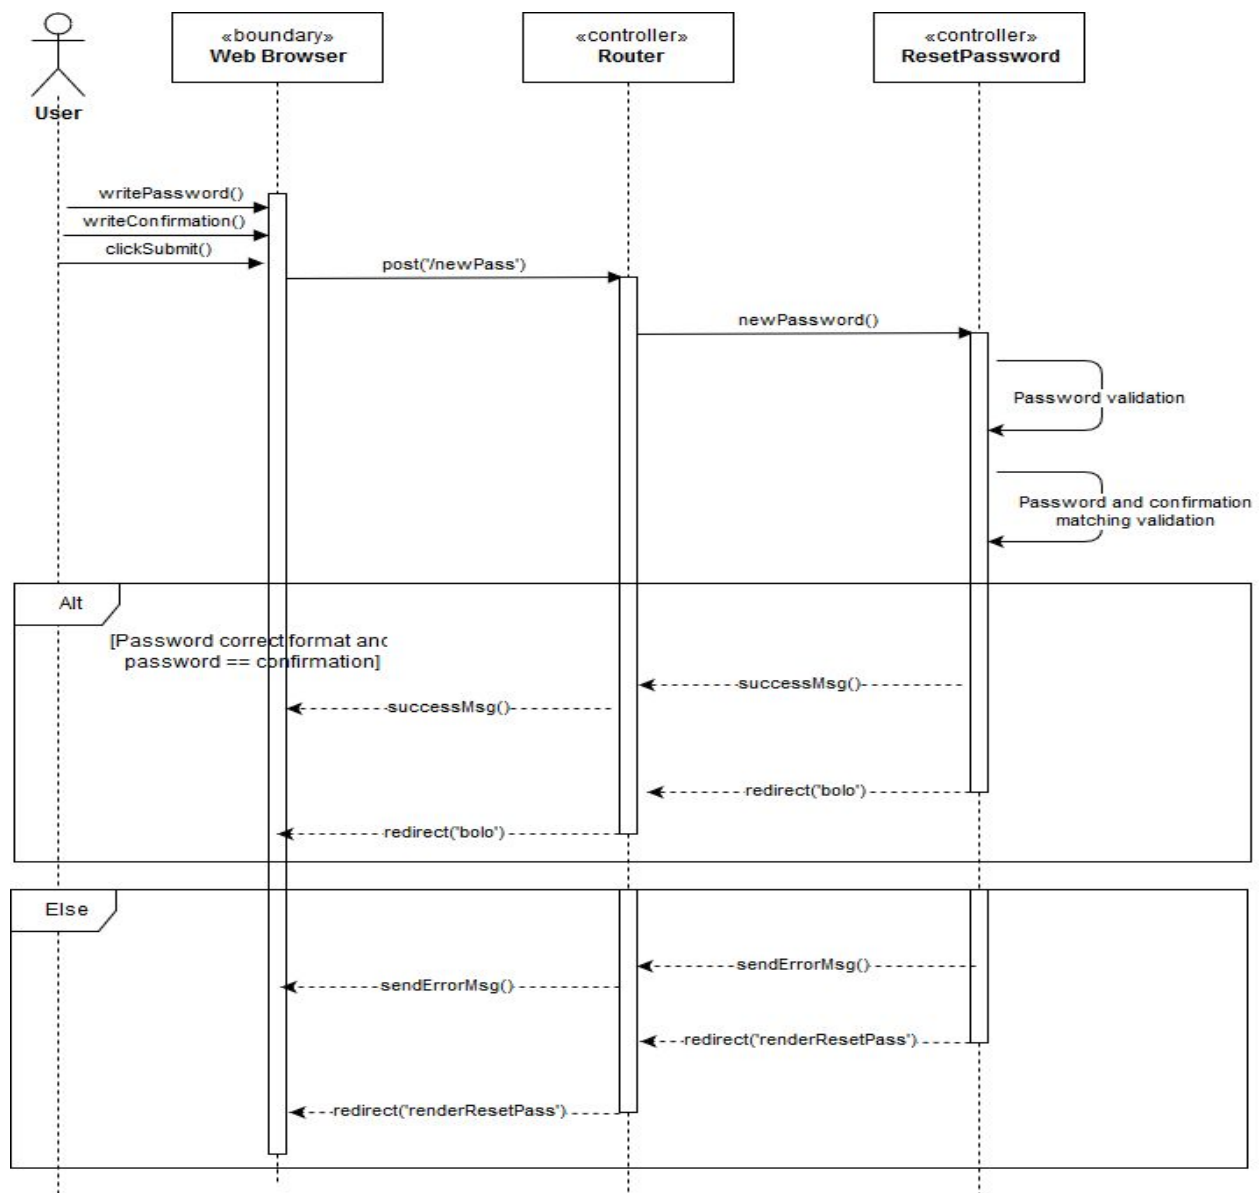 «boundary»
Web Browser
«controller»
Router
«controller»
ResetPassword
User
writePassword()
writeConfirmation()
clickSubmit()
post('/newPass')
newPassword()
Password validation
Password and confirmation
matching validation
Alt
[Password correct format and
password == confirmation]
successMsg()
successMsg()
redirect('bolo')
redirect('bolo')
Else
sendErrorMsg()
sendErrorMsg()
redirect('renderResetPass')
redirect('renderResetPass')